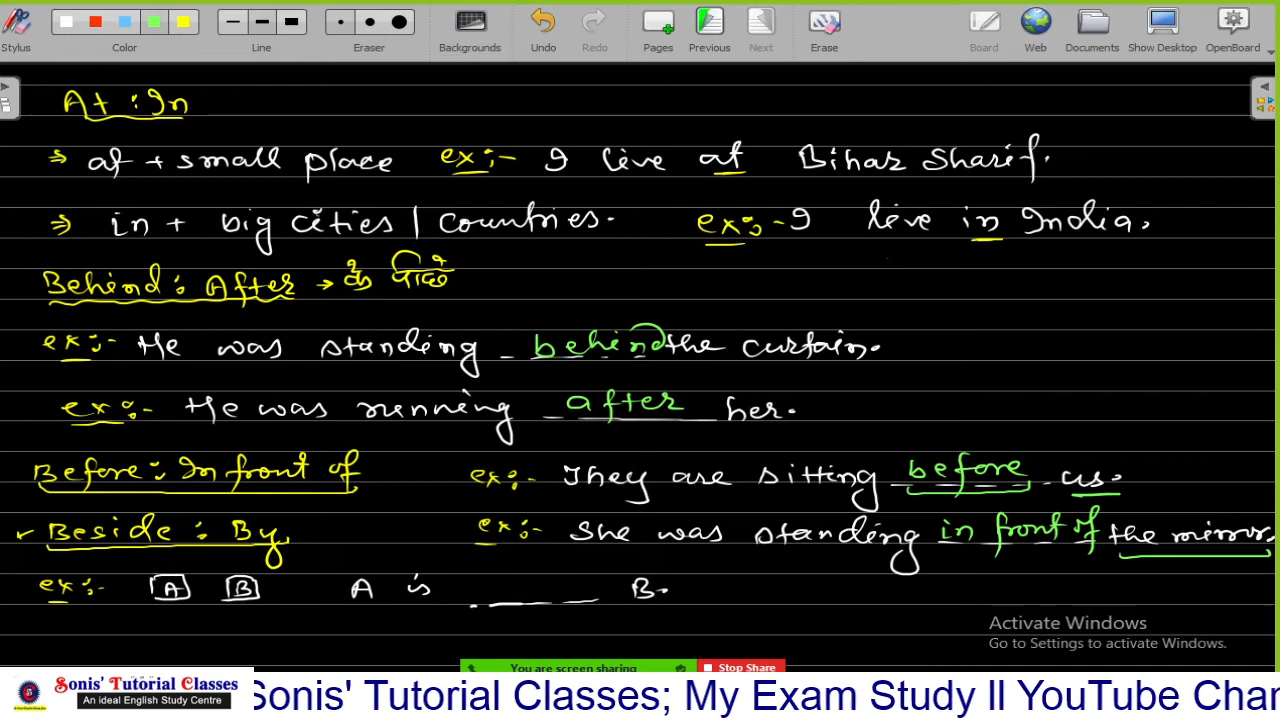 Stylus Color Line Eraser Backgrounds Undo Redo Pages Previous Next Erase Board Web Documents Show Desktop OpenBoard
At : In
⇒ at + small place ex:- I live at Bihar Sharif.
⇒ in + big cities / countries. ex:- I live in India.
Behind : After → के पीछे
ex:- He was standing behind the curtain.
ex:- He was running after her.
Before : In front of ex:- They are sitting before us.
✓ Beside : By ex:- She was standing in front of the mirror.
ex:- A B A is ______ B.
Activate Windows
Go to Settings to activate Windows.
You are screen sharing Stop Share
Sonis' Tutorial Classes
An ideal English Study Centre
Sonis' Tutorial Classes; My Exam Study ll YouTube Chan